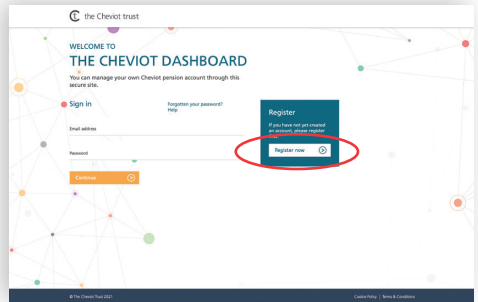 the Cheviot trust
WELCOME TO
THE CHEVIOT DASHBOARD
You can manage your own Cheviot pension account through this
secure site.
Sign in
Forgotten your password?
Help
Email address
Password
Continue
Register
If you have not yet created
an account, please register
Register now
© The Cheviot Trust 2021
Cookie Policy | Terms & Conditions